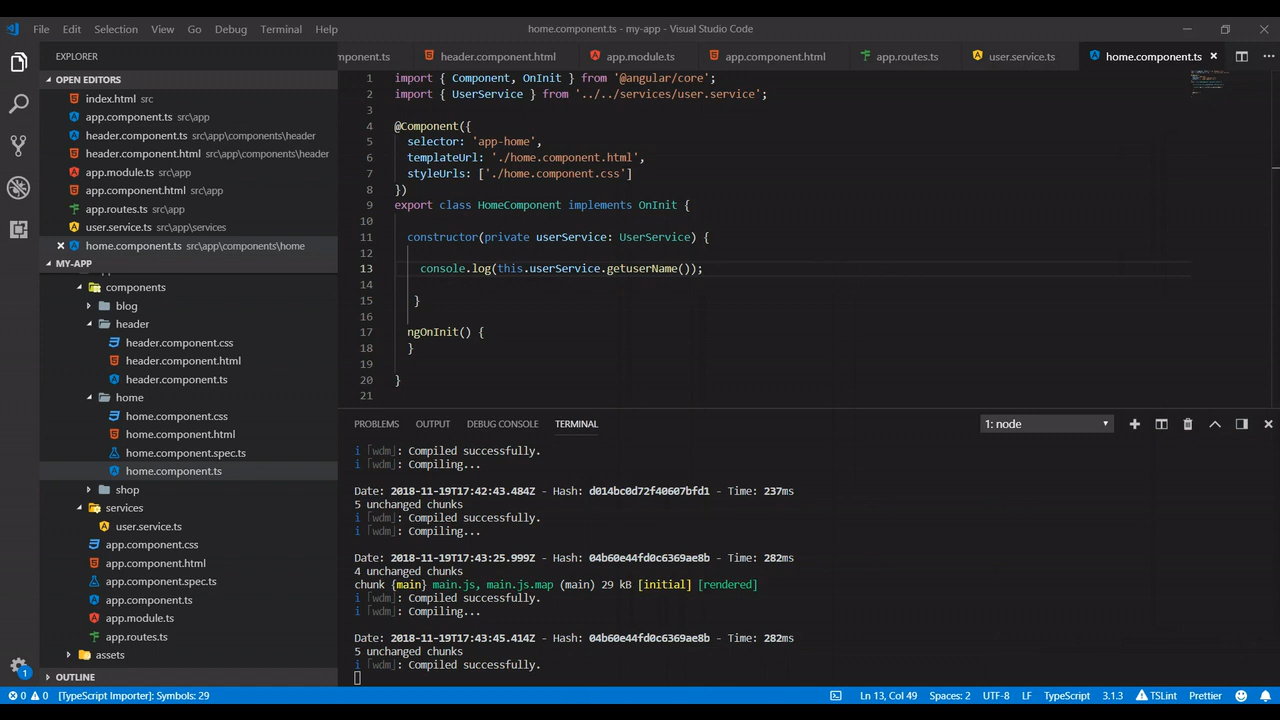 File Edit Selection View Go Debug Terminal Help
home.component.ts - my-app - Visual Studio Code
EXPLORER
OPEN EDITORS
index.html src
app.component.ts src\app
header.component.ts src\app\components\header
header.component.html src\app\components\header
app.module.ts src\app
app.component.html src\app
app.routes.ts src\app
user.service.ts src\app\services
home.component.ts src\app\components\home
MY-APP
components
blog
header
header.component.css
header.component.html
header.component.ts
home
home.component.css
home.component.html
home.component.spec.ts
home.component.ts
shop
services
user.service.ts
app.component.css
app.component.html
app.component.spec.ts
app.component.ts
app.module.ts
app.routes.ts
assets
OUTLINE
mponent.ts header.component.html app.module.ts app.component.html app.routes.ts user.service.ts home.component.ts
1 import { Component, OnInit } from '@angular/core';
2 import { UserService } from '../../services/user.service';
3
4 @Component({
5 selector: 'app-home',
6 templateUrl: './home.component.html',
7 styleUrls: ['./home.component.css']
8 })
9 export class HomeComponent implements OnInit {
10
11 constructor(private userService: UserService) {
12
13 console.log(this.userService.getuserName());
14
15 }
16
17 ngOnInit() {
18 }
19
20 }
21
PROBLEMS OUTPUT DEBUG CONSOLE TERMINAL 1: node
i ｢wdm｣: Compiled successfully.
i ｢wdm｣: Compiling...
Date: 2018-11-19T17:42:43.484Z - Hash: d014bc0d72f40607bfd1 - Time: 237ms
5 unchanged chunks
i ｢wdm｣: Compiled successfully.
i ｢wdm｣: Compiling...
Date: 2018-11-19T17:43:25.999Z - Hash: 04b60e44fd0c6369ae8b - Time: 282ms
4 unchanged chunks
chunk {main} main.js, main.js.map (main) 29 kB [initial] [rendered]
i ｢wdm｣: Compiled successfully.
i ｢wdm｣: Compiling...
Date: 2018-11-19T17:43:45.414Z - Hash: 04b60e44fd0c6369ae8b - Time: 282ms
5 unchanged chunks
i ｢wdm｣: Compiled successfully.
1
0 0 [TypeScript Importer]: Symbols: 29 Ln 13, Col 49 Spaces: 2 UTF-8 LF TypeScript 3.1.3 TSLint Prettier